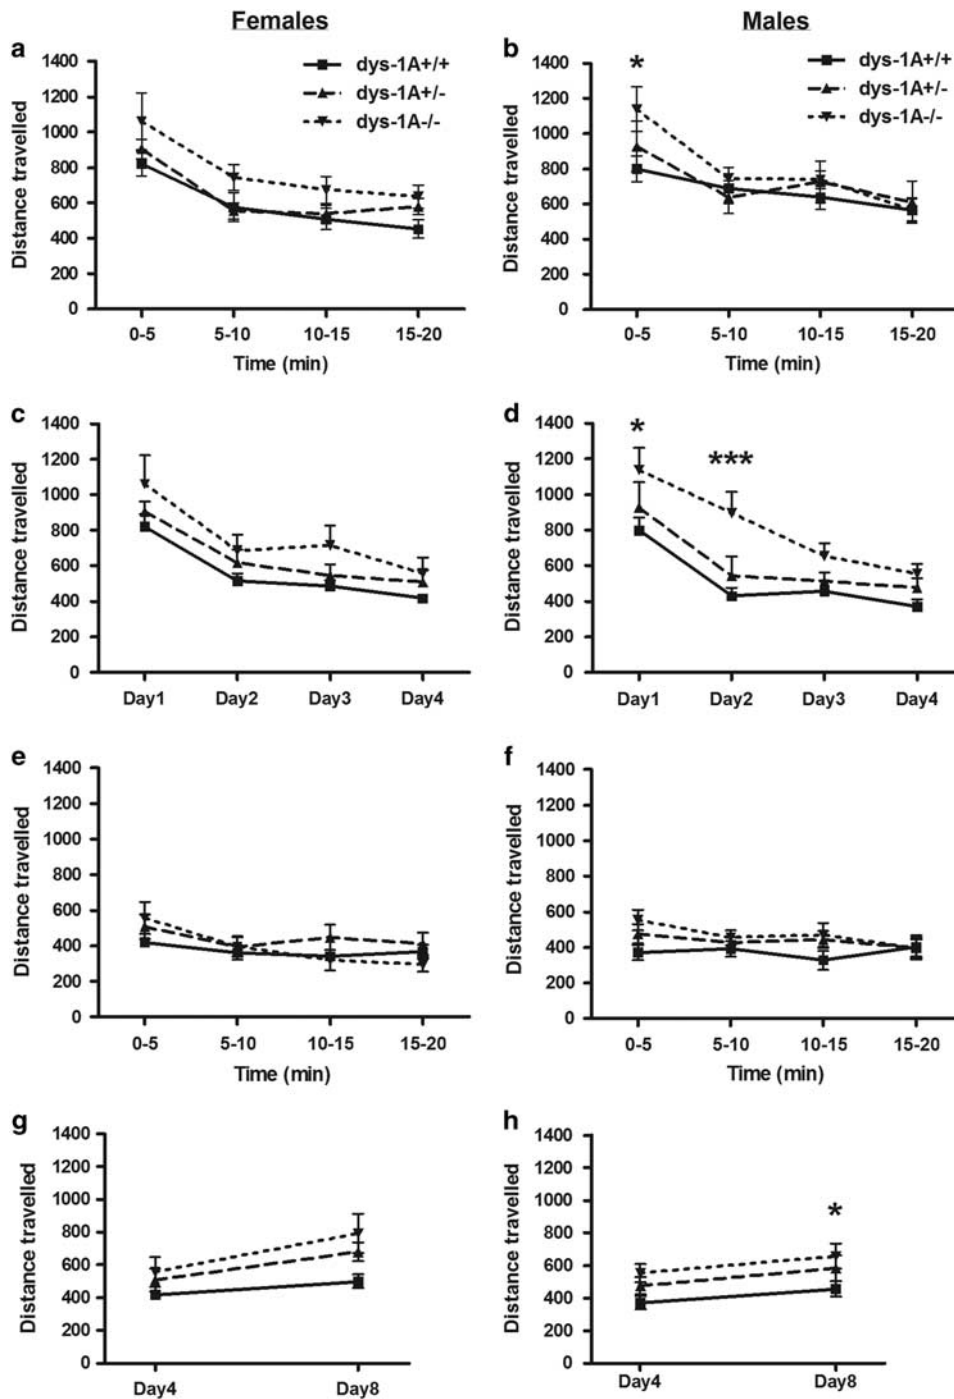 Females
Males
a
1400
1200
1000
800
600
400
200
0
Distance travelled
dys-1A+/+
dys-1A+/-
dys-1A-/-
0-5
5-10
10-15
15-20
Time (min)
b
1400
1200
1000
800
600
400
200
0
Distance travelled
*
dys-1A+/+
dys-1A+/-
dys-1A-/-
0-5
5-10
10-15
15-20
Time (min)
c
1400
1200
1000
800
600
400
200
0
Distance travelled
Day1
Day2
Day3
Day4
d
1400
1200
1000
800
600
400
200
0
Distance travelled
*
***
Day1
Day2
Day3
Day4
e
1400
1200
1000
800
600
400
200
0
Distance travelled
0-5
5-10
10-15
15-20
Time (min)
f
1400
1200
1000
800
600
400
200
0
Distance travelled
0-5
5-10
10-15
15-20
Time (min)
g
1400
1200
1000
800
600
400
200
0
Distance travelled
Day4
Day8
h
1400
1200
1000
800
600
400
200
0
Distance travelled
*
Day4
Day8